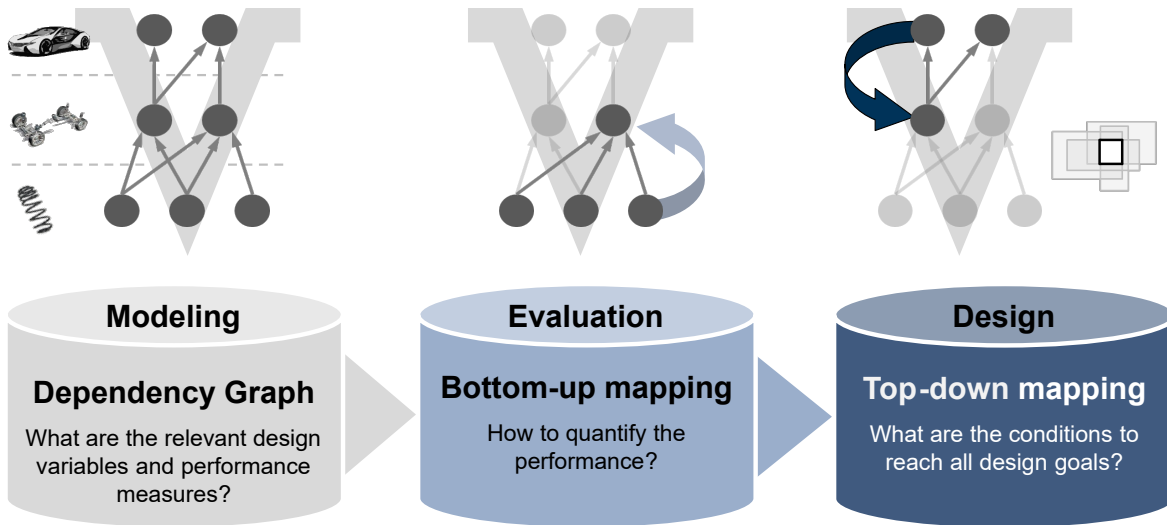 Modeling
Dependency Graph
What are the relevant design
variables and performance
measures?
Evaluation
Bottom-up mapping
How to quantify the
performance?
Design
Top-down mapping
What are the conditions to
reach all design goals?